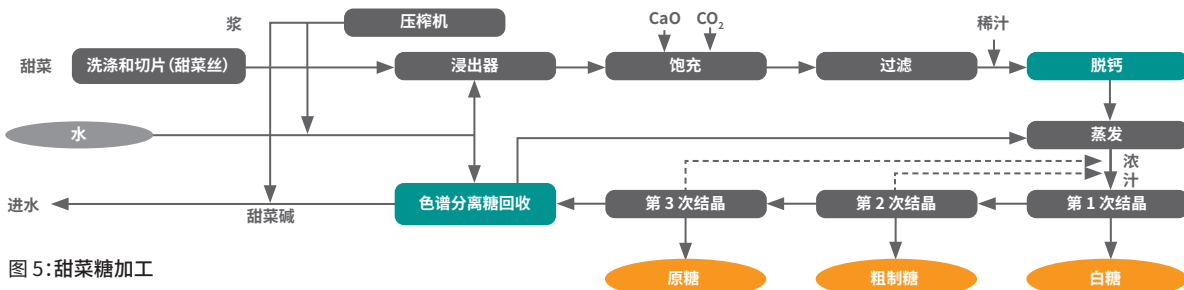 浆
压榨机
CaO
CO₂
稀汁
甜菜
洗涤和切片(甜菜丝)
浸出器
饱充
过滤
脱钙
水
蒸发
浓
汁
进水
甜菜碱
色谱分离糖回收
第 3 次结晶
第 2 次结晶
第 1 次结晶
图 5:甜菜糖加工
原糖
粗制糖
白糖